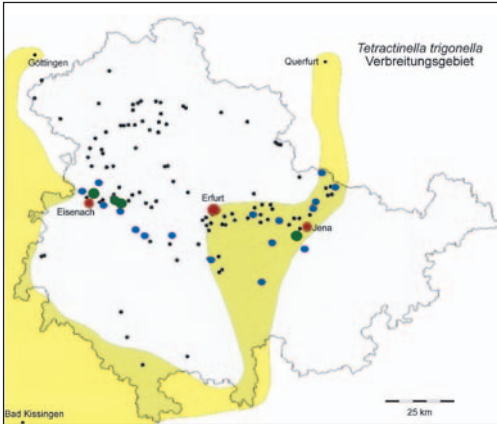 Göttingen
Querfurt
Tetractinella trigonella
Verbreitungsgebiet
Eisenach
Erfurt
Jena
Bad Kissingen
25 km